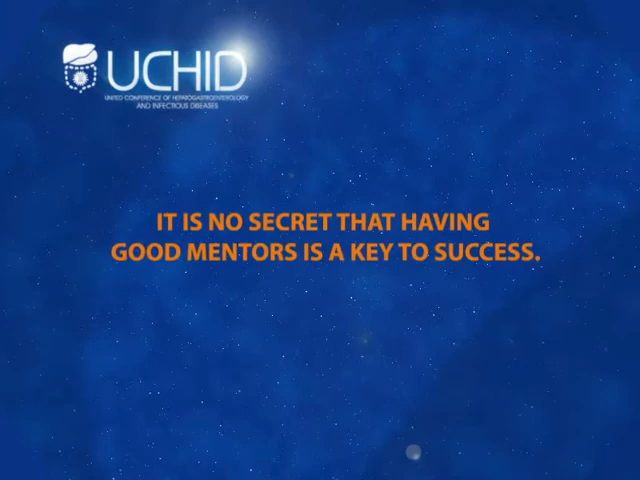 UCHID
UNITED CONFERENCE OF HEPATOGASTROENTEROLOGY
AND INFECTIOUS DISEASES
IT IS NO SECRET THAT HAVING
GOOD MENTORS IS A KEY TO SUCCESS.